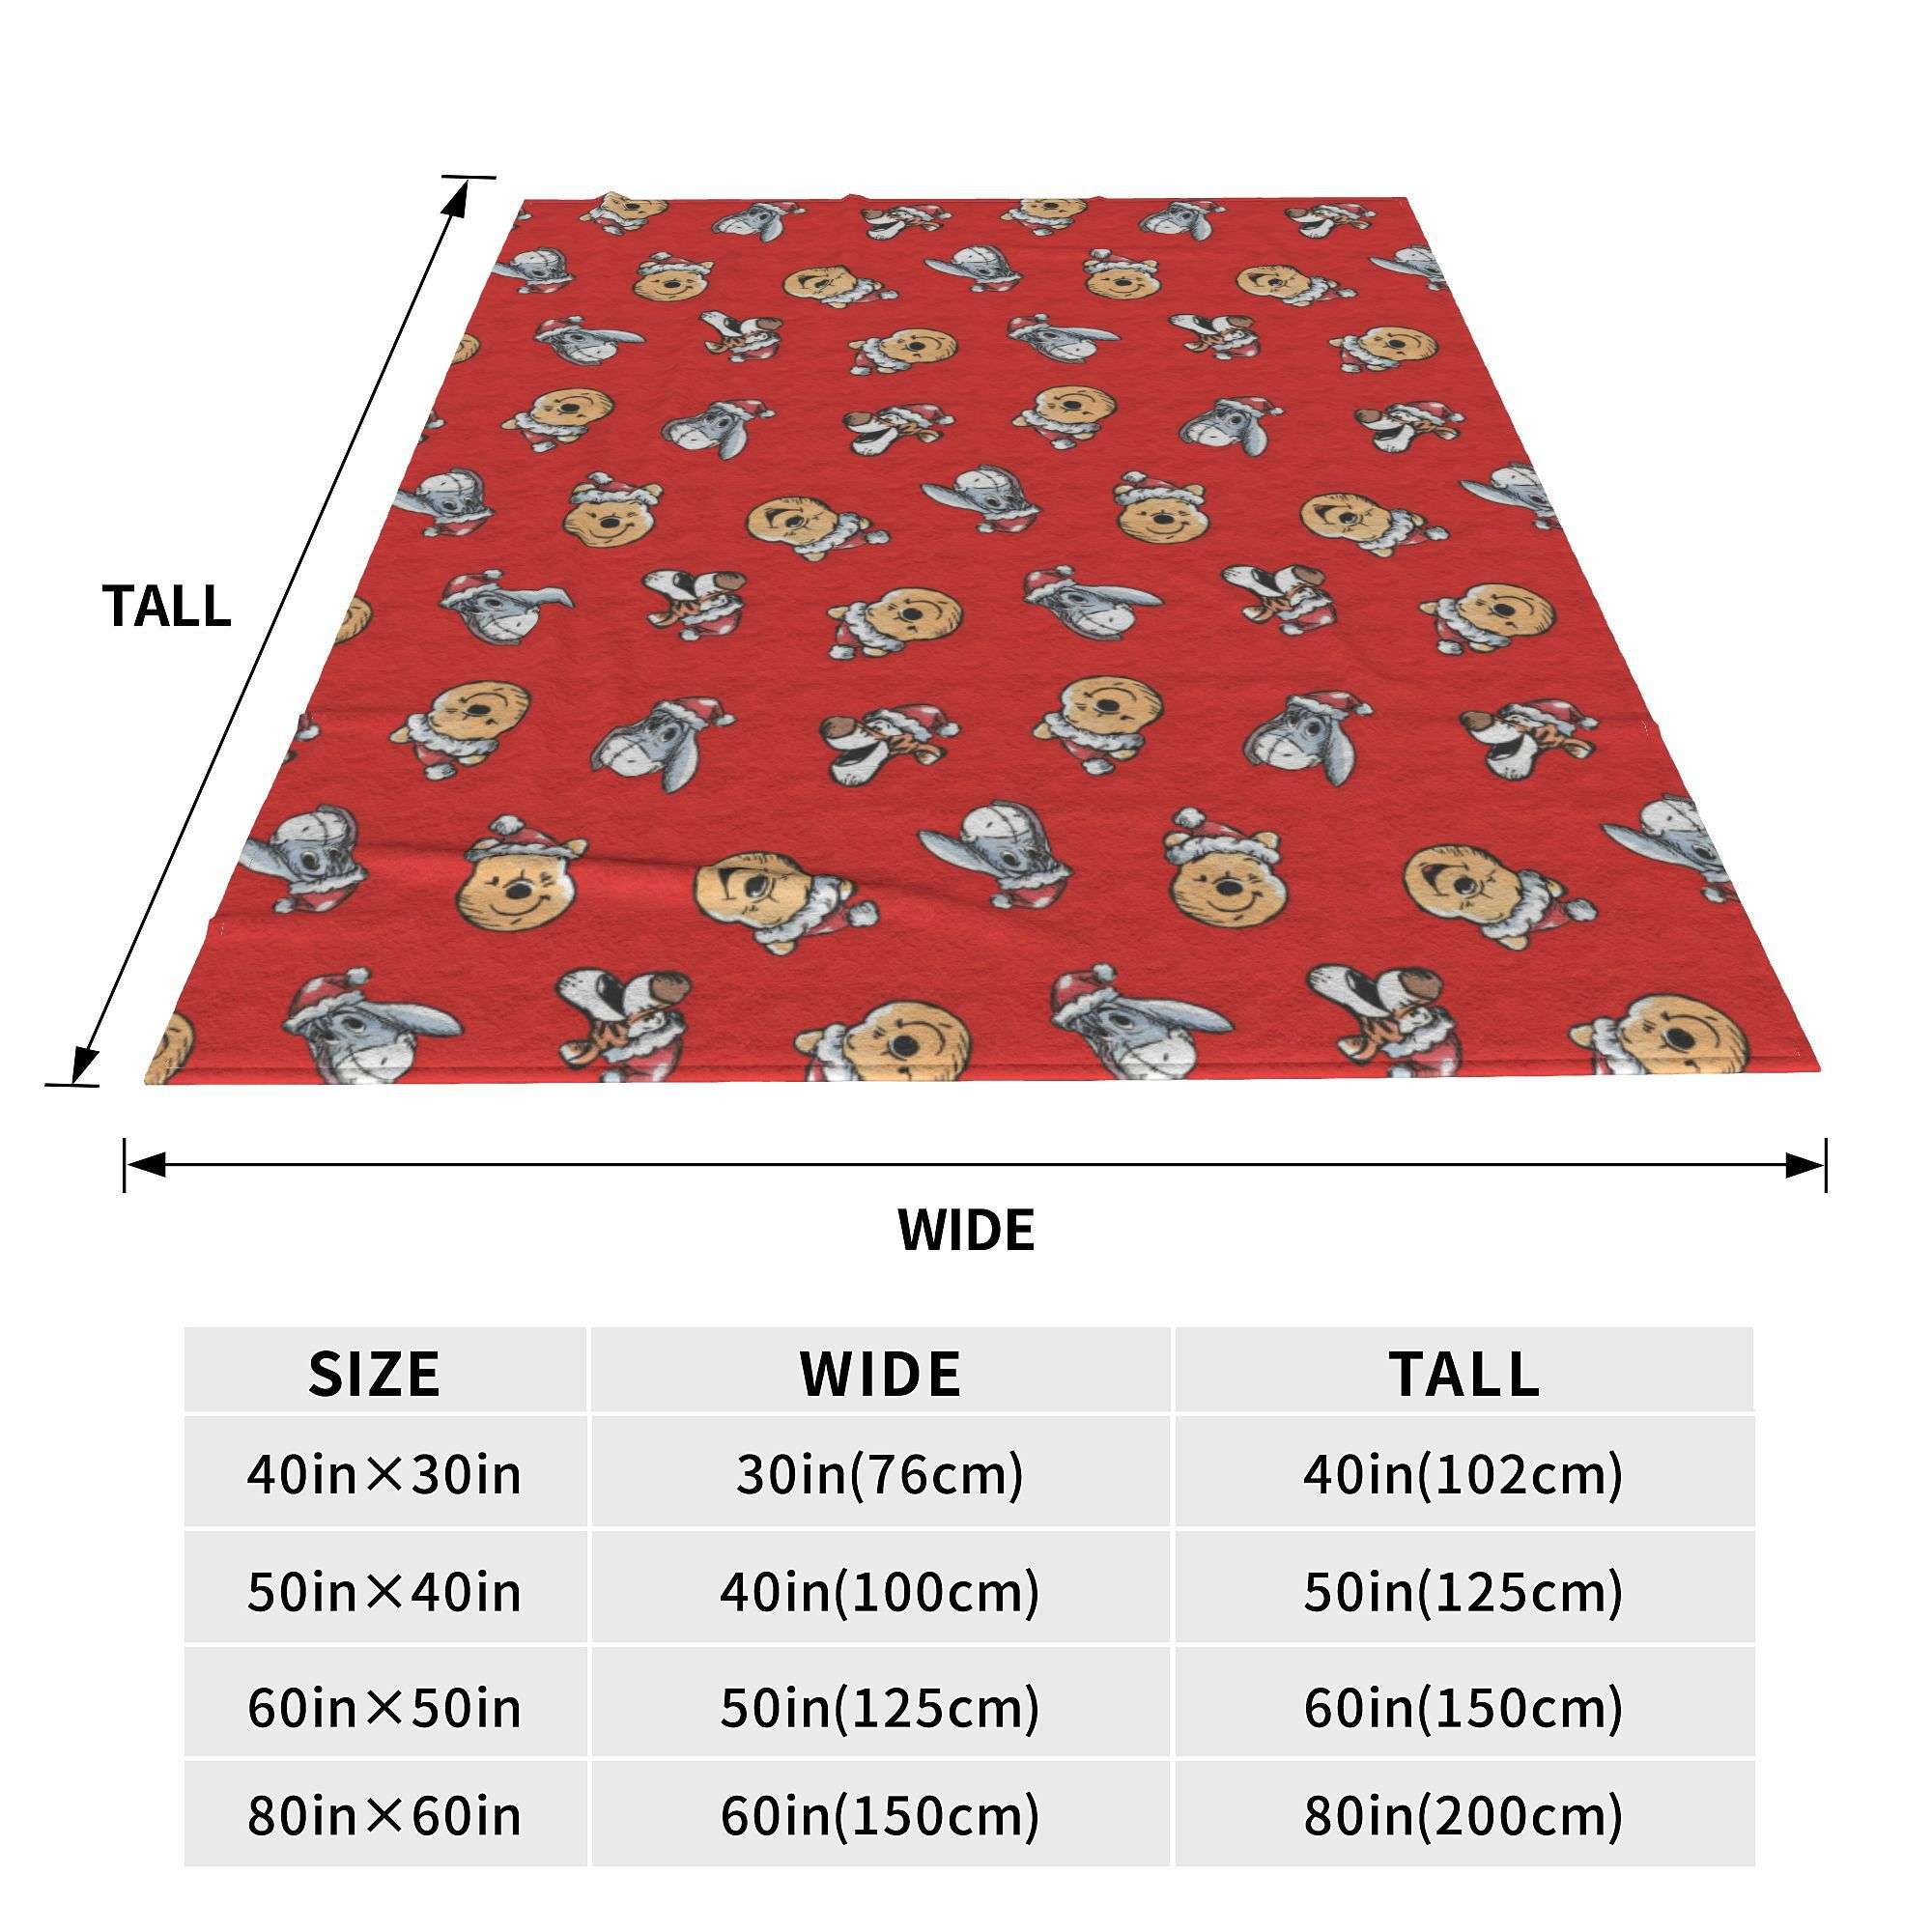 TALL
WIDE
SIZE WIDE TALL
40in×30in 30in(76cm) 40in(102cm)
50in×40in 40in(100cm) 50in(125cm)
60in×50in 50in(125cm) 60in(150cm)
80in×60in 60in(150cm) 80in(200cm)